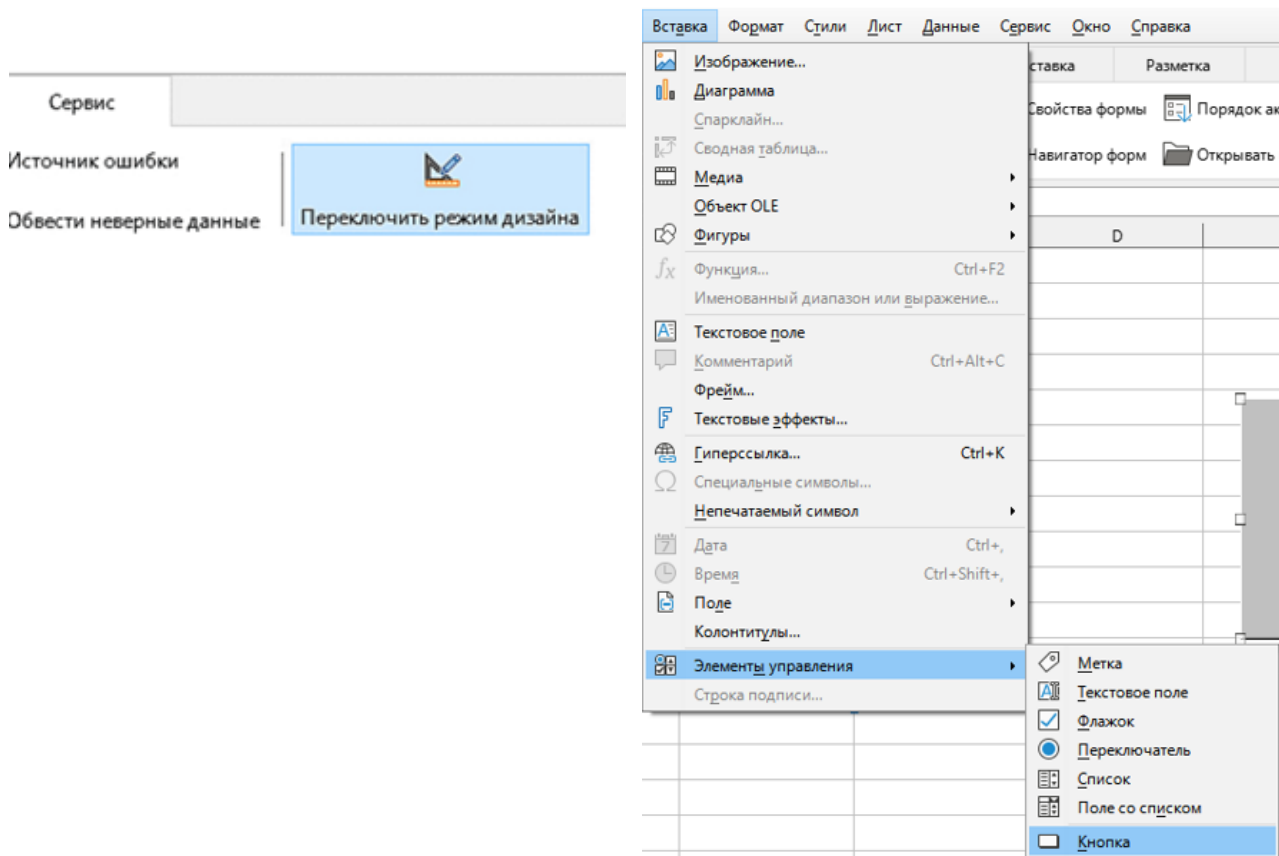 Сервис
Источник ошибки
Обвести неверные данные
Переключить режим дизайна
Вставка Формат Стили Лист Данные Сервис Окно Справка
Изображение...
Диаграмма
Спарклайн...
Сводная таблица...
Медиа
Объект OLE
Фигуры
Функция... Ctrl+F2
Именованный диапазон или выражение...
Текстовое поле
Комментарий Ctrl+Alt+C
Фрейм...
Текстовые эффекты...
Гиперссылка... Ctrl+K
Специальные символы...
Непечатаемый символ
Дата Ctrl+,
Время Ctrl+Shift+,
Поле
Колонтитулы...
Элементы управления
Строка подписи...
ставка Разметка
Свойства формы Порядок ак
Навигатор форм Открывать
D
Метка
Текстовое поле
Флажок
Переключатель
Список
Поле со списком
Кнопка